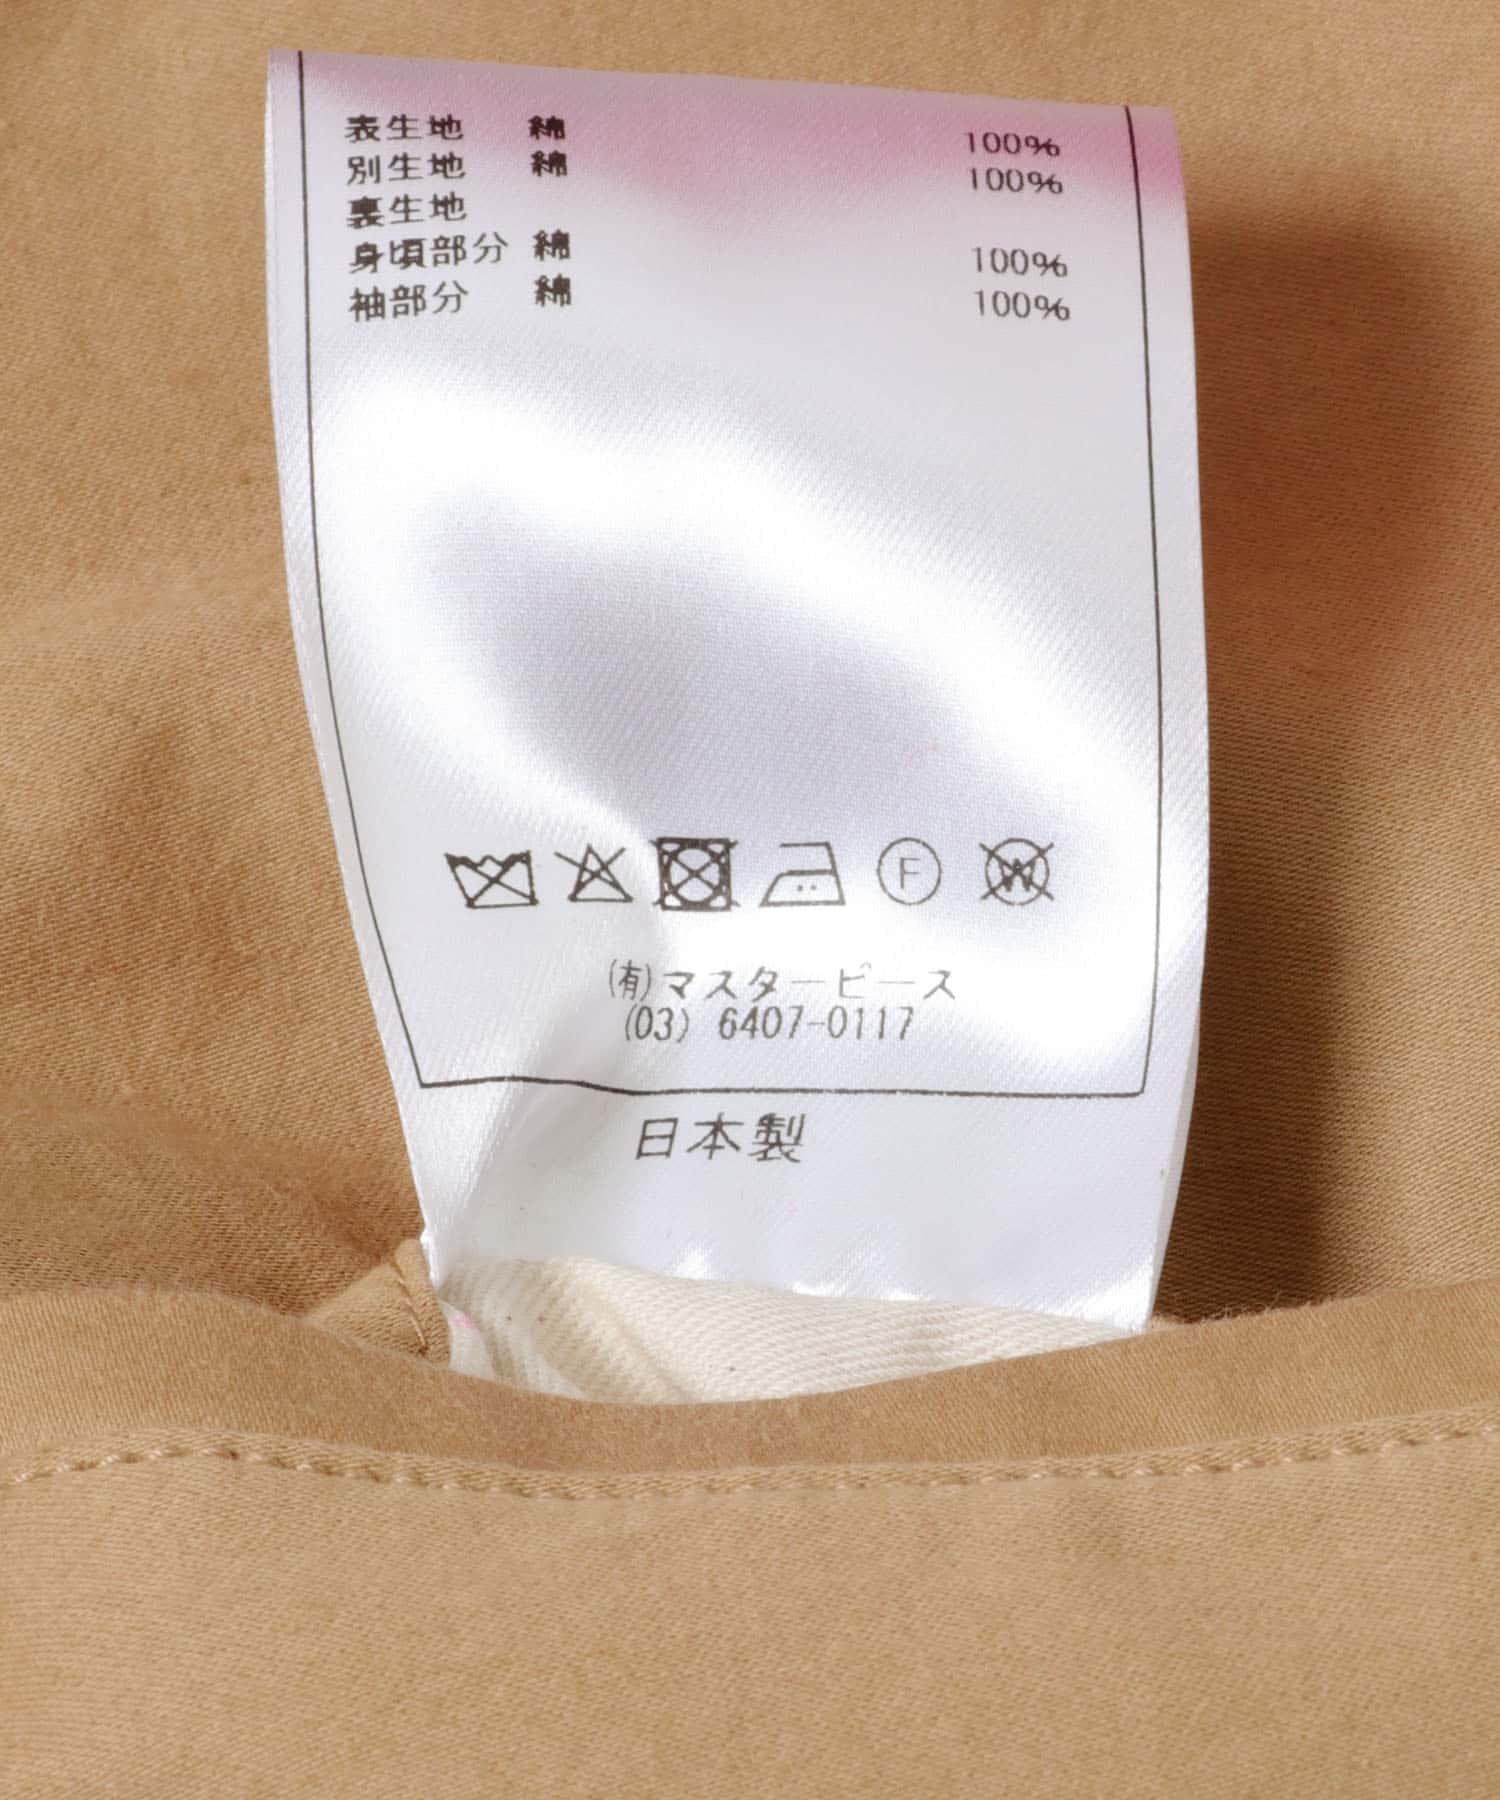 表生地 綿 100%
別生地 綿 100%
裏生地
身頃部分 綿 100%
袖部分 綿 100%
F W
(有)マスターピース
(03) 6407-0117
日本製